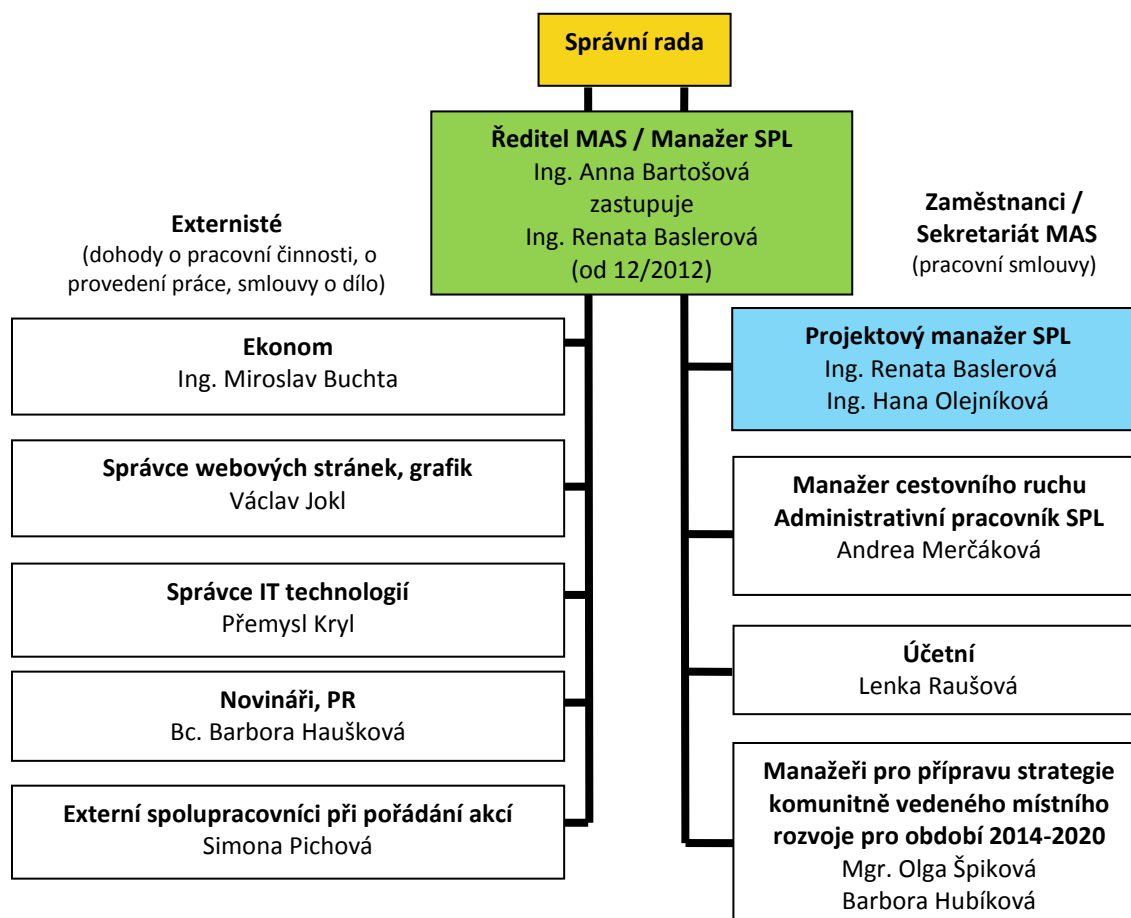 Správní rada
Ředitel MAS / Manažer SPL
Ing. Anna Bartošová
zastupuje
Ing. Renata Baslerová
(od 12/2012)
Externisté
(dohody o pracovní činnosti, o
provedení práce, smlouvy o dílo)
Ekonom
Ing. Miroslav Buchta
Správce webových stránek, grafik
Václav Jokl
Správce IT technologií
Přemysl Kryl
Novináři, PR
Bc. Barbora Haušková
Externí spolupracovníci při pořádání akcí
Simona Pichová
Zaměstnanci /
Sekretariát MAS
(pracovní smlouvy)
Projektový manažer SPL
Ing. Renata Baslerová
Ing. Hana Olejníková
Manažer cestovního ruchu
Administrativní pracovník SPL
Andrea Merčáková
Účetní
Lenka Raušová
Manažeři pro přípravu strategie
komunitně vedeného místního
rozvoje pro období 2014-2020
Mgr. Olga Špiková
Barbora Hubíková